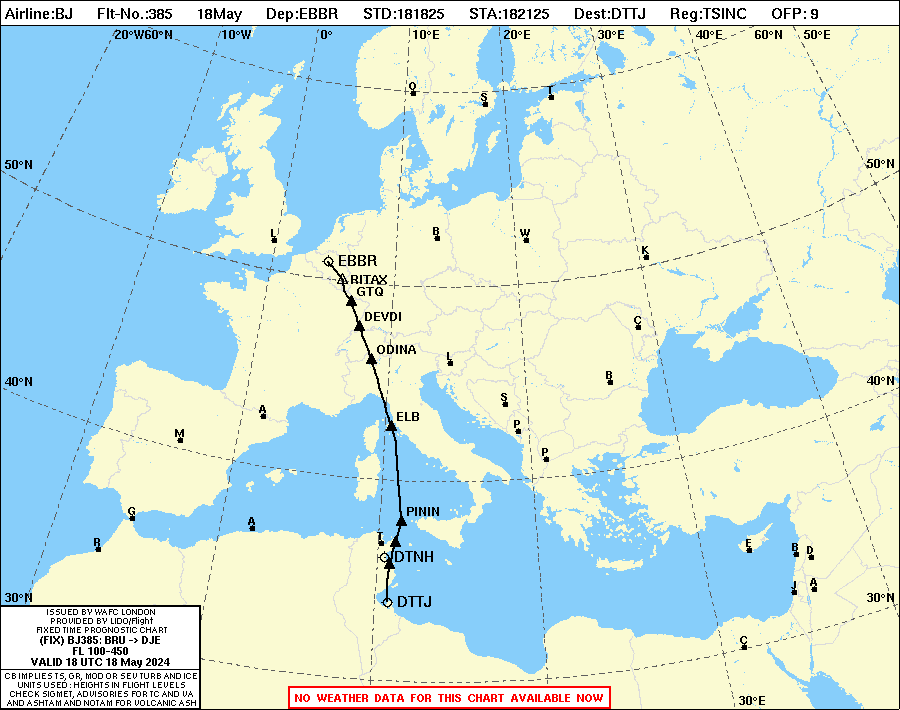 Airline:BJ Flt-No.:385 18May Dep:EBBR STD:181825 STA:182125 Dest:DTTJ Reg:TSINC OFP: 9
20°W60°N 10°W 0° 10°E 20°E 30°E 40°E 60°N 50°E
O
S
T
50°N 50°N
L B W
K
EBBR
RITAX
GTQ
DEVDI
C
ODINA
L
40°N 40°N
B
S
A
ELB
P
M
P
G
PININ
A
T
R
E
B D
DTNH
J A
30°N 30°N
DTTJ
C
ISSUED BY WAFC LONDON
PROVIDED BY LIDO/Flight
FIXED TIME PROGNOSTIC CHART
(FIX) BJ385: BRU -> DJE
FL 100-450
VALID 18 UTC 18 May 2024
CB IMPLIES TS, GR, MOD OR SEV TURB AND ICE
UNITS USED : HEIGHTS IN FLIGHT LEVELS
CHECK SIGMET, ADVISORIES FOR TC AND VA
AND ASHTAM AND NOTAM FOR VOLCANIC ASH
NO WEATHER DATA FOR THIS CHART AVAILABLE NOW
30°E